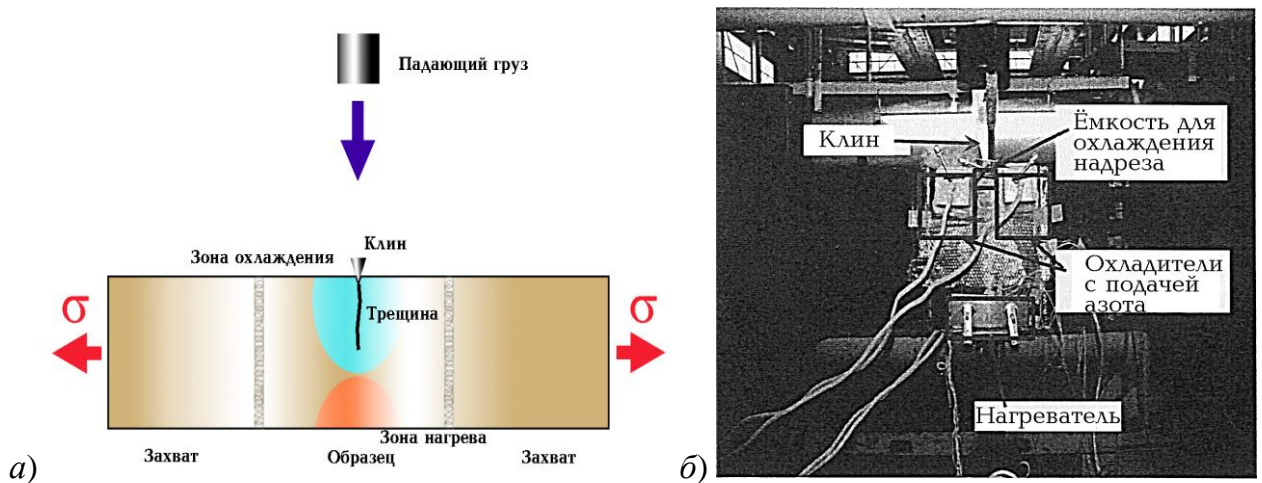 Падающий груз
Клин
Зона охлаждения
σ
σ
Трещина
Зона нагрева
Захват
Образец
Захват
а)
Клин
Ёмкость для
охлаждения
надреза
Охладители
с подачей
азота
Нагреватель
б)